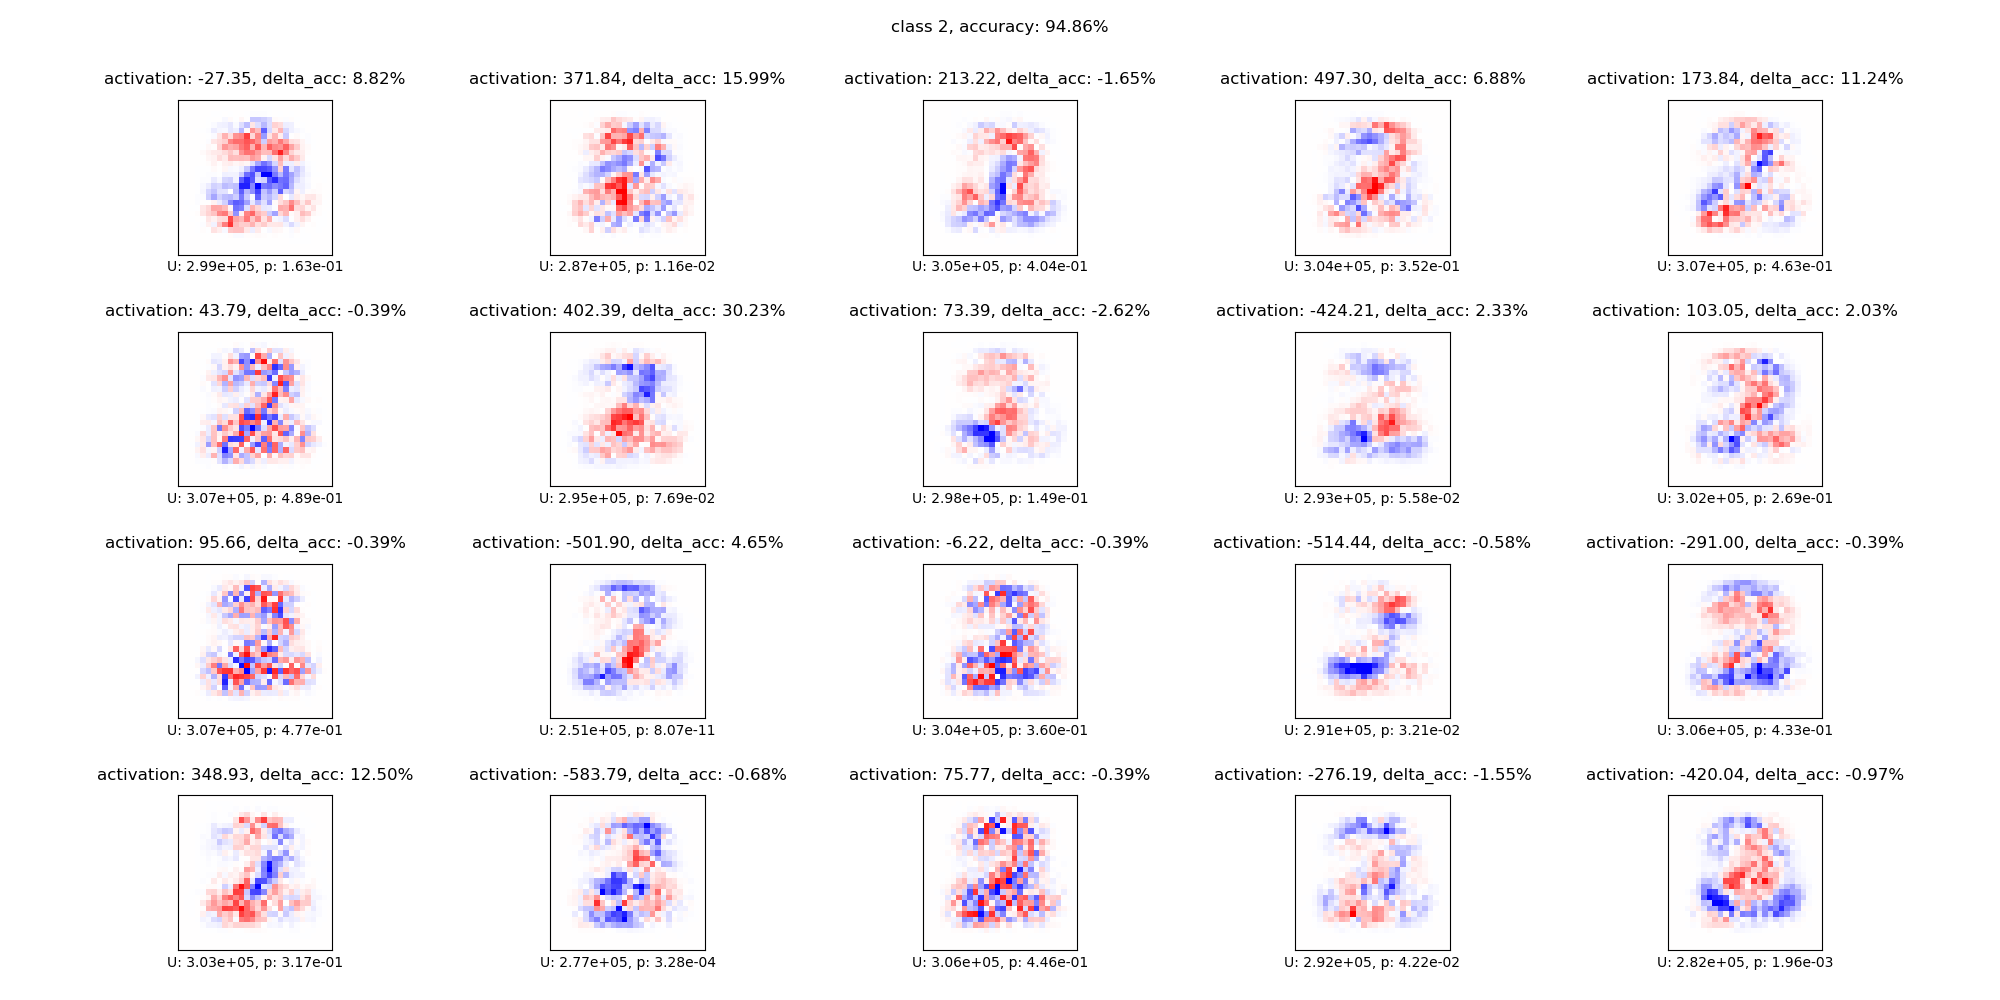 class 2, accuracy: 94.86%
activation: -27.35, delta_acc: 8.82%
activation: 371.84, delta_acc: 15.99%
activation: 213.22, delta_acc: -1.65%
activation: 497.30, delta_acc: 6.88%
activation: 173.84, delta_acc: 11.24%
U: 2.99e+05, p: 1.63e-01
U: 2.87e+05, p: 1.16e-02
U: 3.05e+05, p: 4.04e-01
U: 3.04e+05, p: 3.52e-01
U: 3.07e+05, p: 4.63e-01
activation: 43.79, delta_acc: -0.39%
activation: 402.39, delta_acc: 30.23%
activation: 73.39, delta_acc: -2.62%
activation: -424.21, delta_acc: 2.33%
activation: 103.05, delta_acc: 2.03%
U: 3.07e+05, p: 4.89e-01
U: 2.95e+05, p: 7.69e-02
U: 2.98e+05, p: 1.49e-01
U: 2.93e+05, p: 5.58e-02
U: 3.02e+05, p: 2.69e-01
activation: 95.66, delta_acc: -0.39%
activation: -501.90, delta_acc: 4.65%
activation: -6.22, delta_acc: -0.39%
activation: -514.44, delta_acc: -0.58%
activation: -291.00, delta_acc: -0.39%
U: 3.07e+05, p: 4.77e-01
U: 2.51e+05, p: 8.07e-11
U: 3.04e+05, p: 3.60e-01
U: 2.91e+05, p: 3.21e-02
U: 3.06e+05, p: 4.33e-01
activation: 348.93, delta_acc: 12.50%
activation: -583.79, delta_acc: -0.68%
activation: 75.77, delta_acc: -0.39%
activation: -276.19, delta_acc: -1.55%
activation: -420.04, delta_acc: -0.97%
U: 3.03e+05, p: 3.17e-01
U: 2.77e+05, p: 3.28e-04
U: 3.06e+05, p: 4.46e-01
U: 2.92e+05, p: 4.22e-02
U: 2.82e+05, p: 1.96e-03